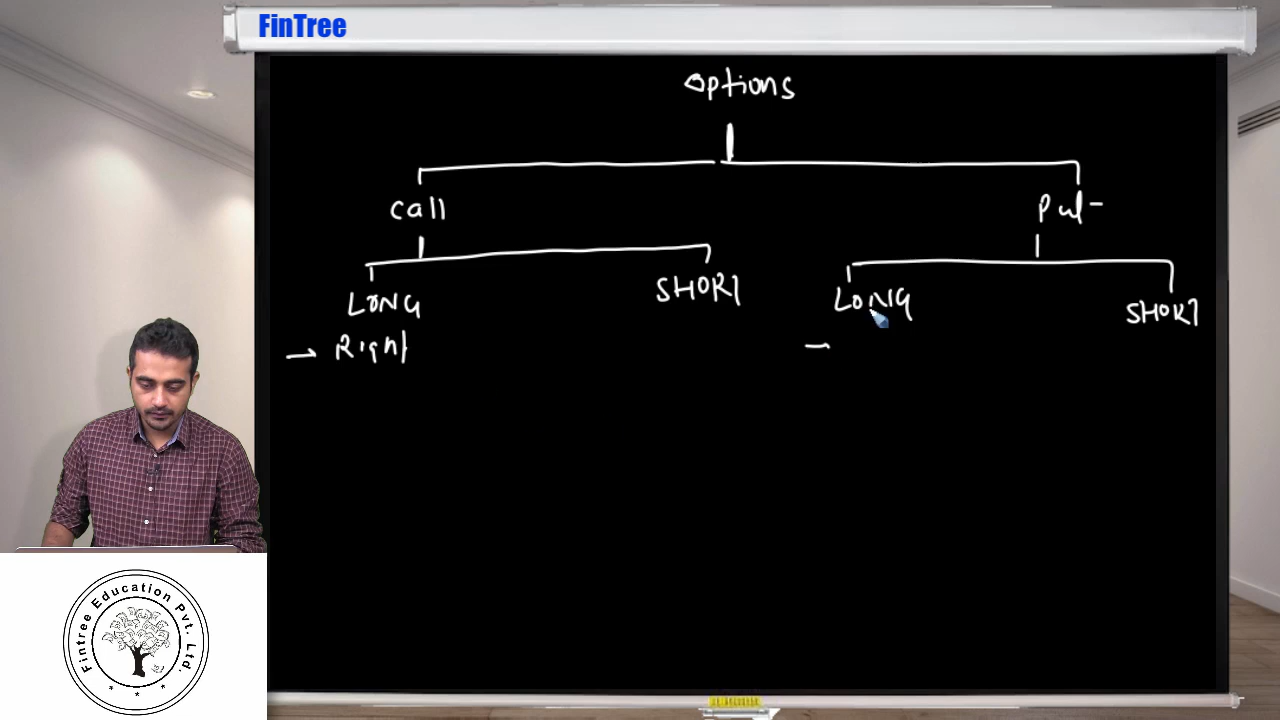 FinTree
Options
Call Put
LONG SHORT LONG SHORT
→ Right –
Fintree Education Pvt. Ltd.
* * *